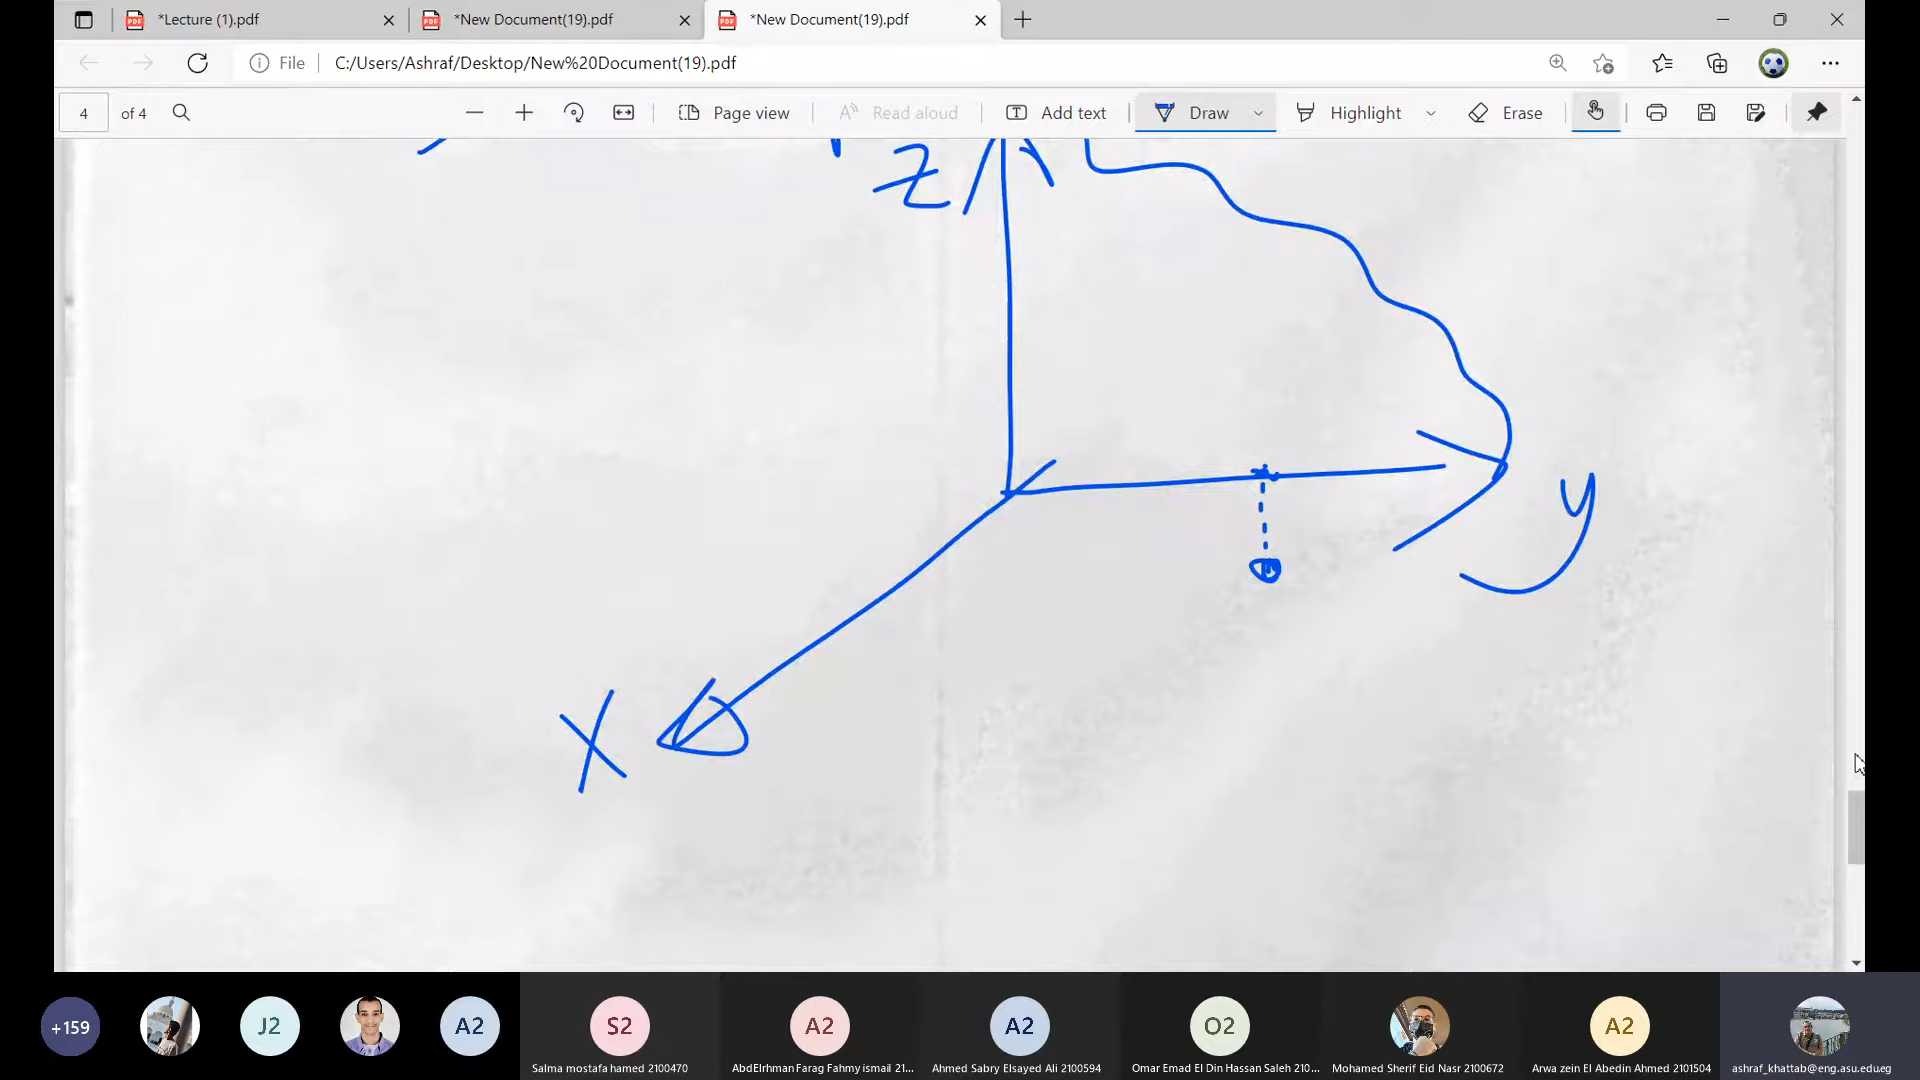 *Lecture (1).pdf
*New Document(19).pdf
*New Document(19).pdf
File
C:/Users/Ashraf/Desktop/New%20Document(19).pdf
4 of 4
Page view
Read aloud
Add text
Draw
Highlight
Erase
z
y
X
+159
J2
A2
S2
A2
A2
O2
A2
Salma mostafa hamed 2100470
AbdElrhman Farag Fahmy ismail 21...
Ahmed Sabry Elsayed Ali 2100594
Omar Emad El Din Hassan Saleh 210...
Mohamed Sherif Eid Nasr 2100672
Arwa zein El Abedin Ahmed 2101504
ashraf_khattab@eng.asu.edu.eg